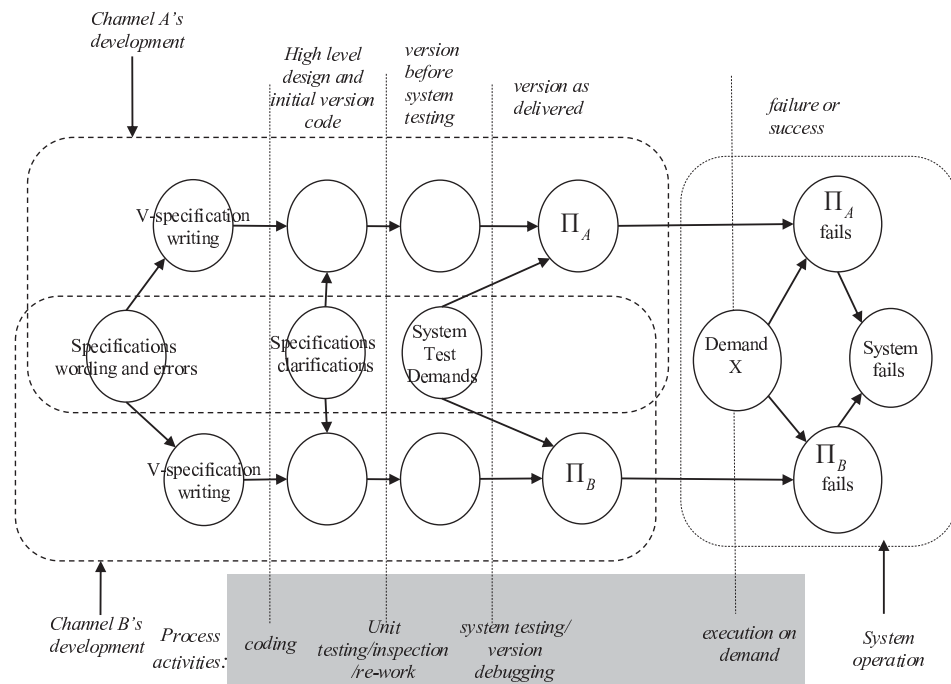 Channel A's
development
High level
design and
initial version
code
version
before
system
testing
version as
delivered
failure or
success
V-specification
writing
Π_A
Π_A
fails
Specifications
wording and errors
Specifications
clarifications
System
Test
Demands
Demand
X
System
fails
V-specification
writing
Π_B
Π_B
fails
Channel B's
development
Process
activities:
coding
Unit
testing/inspection
/re-work
system testing/
version
debugging
execution on
demand
System
operation